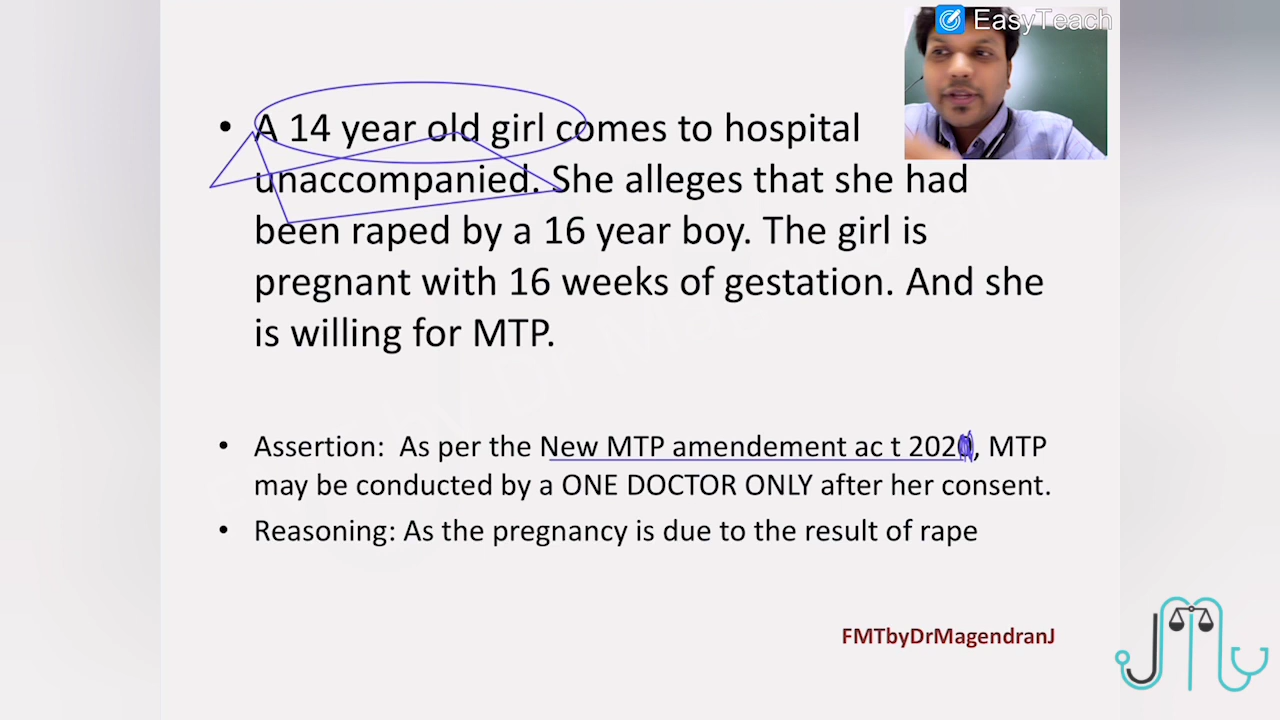 EasyTeach
• A 14 year old girl comes to hospital
unaccompanied. She alleges that she had
been raped by a 16 year boy. The girl is
pregnant with 16 weeks of gestation. And she
is willing for MTP.
• Assertion:  As per the New MTP amendement ac t 2020, MTP
may be conducted by a ONE DOCTOR ONLY after her consent.
• Reasoning: As the pregnancy is due to the result of rape
FMTbyDrMagendranJ